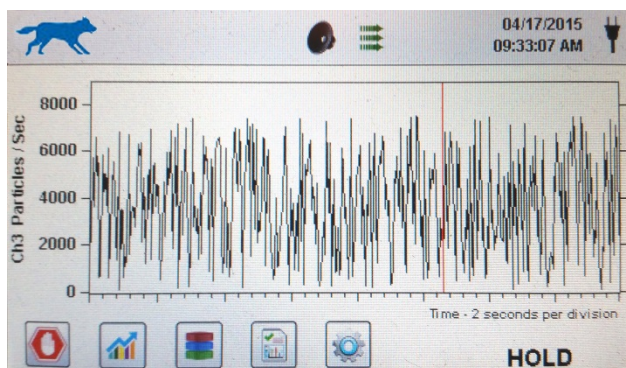 04/17/2015
09:33:07 AM
Ch3 Particles / Sec
8000
6000
4000
2000
0
Time - 2 seconds per division
HOLD